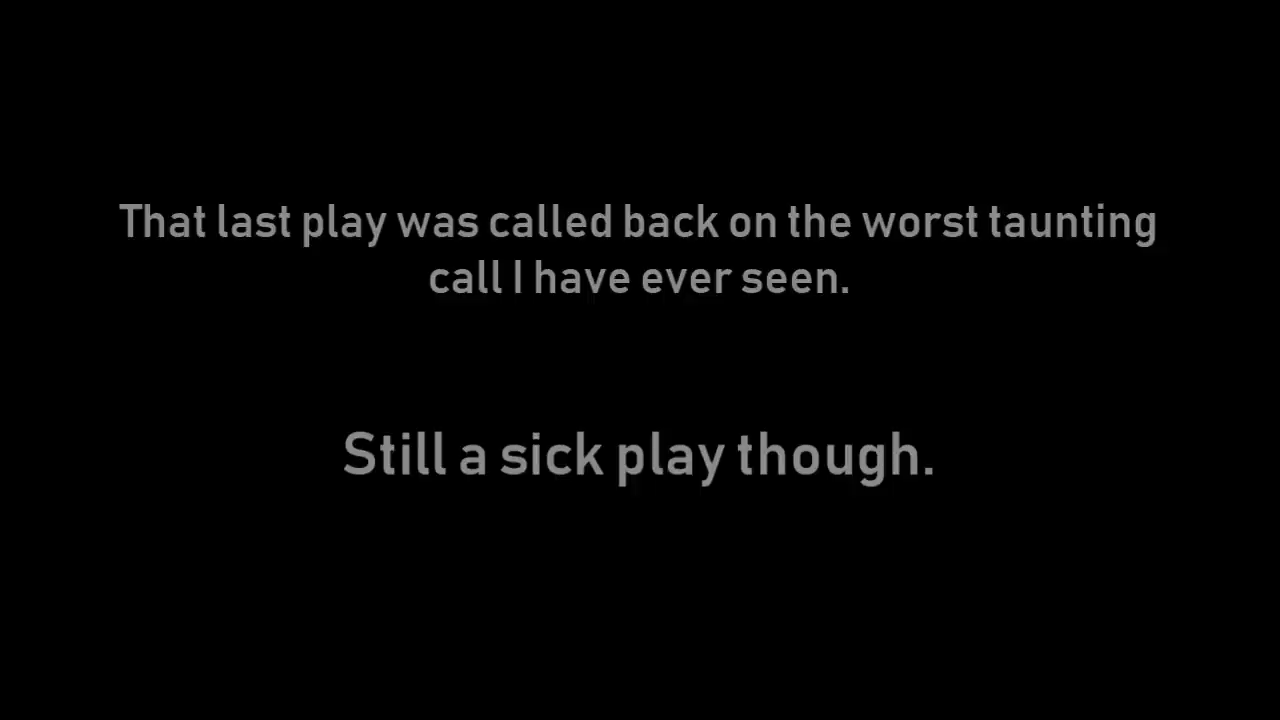 That last play was called back on the worst taunting
call I have ever seen.
Still a sick play though.